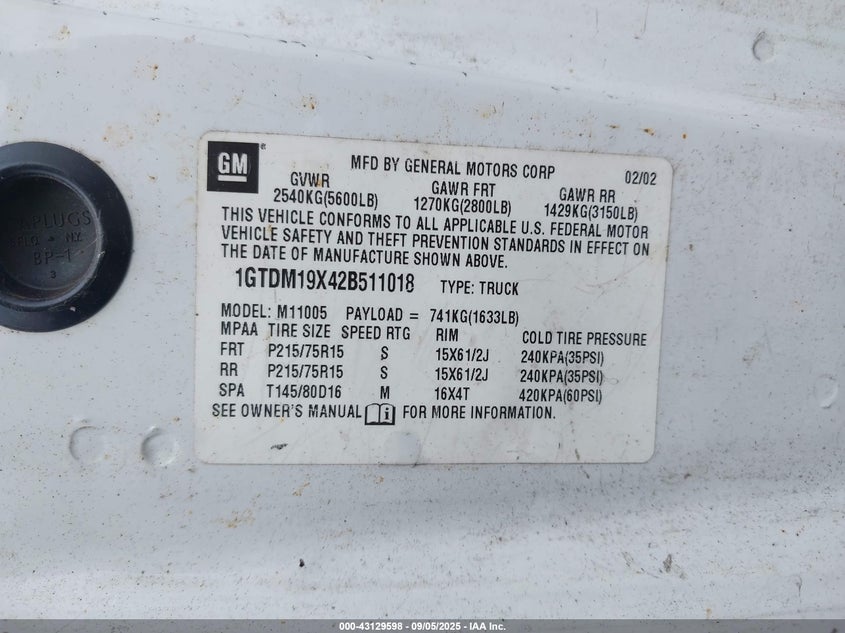 GM
MFD BY GENERAL MOTORS CORP 02/02
GVWR GAWR FRT GAWR RR
2540KG(5600LB) 1270KG(2800LB) 1429KG(3150LB)
THIS VEHICLE CONFORMS TO ALL APPLICABLE U.S. FEDERAL MOTOR
VEHICLE SAFETY AND THEFT PREVENTION STANDARDS IN EFFECT ON
THE DATE OF MANUFACTURE SHOWN ABOVE.
1GTDM19X42B511018 TYPE: TRUCK
MODEL: M11005 PAYLOAD = 741KG(1633LB)
MPAA TIRE SIZE SPEED RTG RIM COLD TIRE PRESSURE
FRT P215/75R15 S 15X61/2J 240KPA(35PSI)
RR P215/75R15 S 15X61/2J 240KPA(35PSI)
SPA T145/80D16 M 16X4T 420KPA(60PSI)
SEE OWNER'S MANUAL i FOR MORE INFORMATION.
BP-1
3
000-43129598 - 09/05/2025 - IAA Inc.